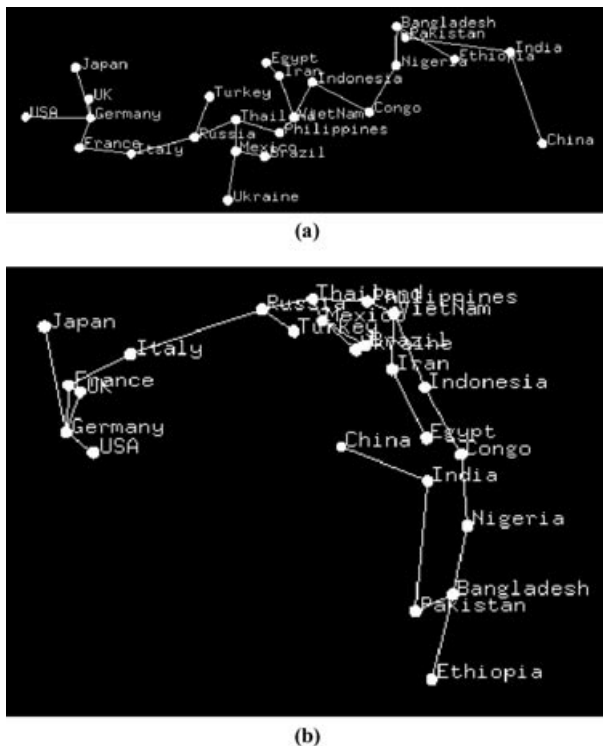 Bangladesh
Pakistan
India
Egypt
Nigeria
Ethiopia
Japan
Iran
Indonesia
UK
Turkey
USA
Germany
Thailand
VietNam
Congo
Russia
Philippines
France
Italy
Mexico
Brazil
China
Ukraine
(a)
Thailand
Philippines
Russia
VietNam
Mexico
Japan
Turkey
Brazil
Ukraine
Italy
Iran
France
UK
Indonesia
Germany
Egypt
USA
China
Congo
India
Nigeria
Bangladesh
Pakistan
Ethiopia
(b)